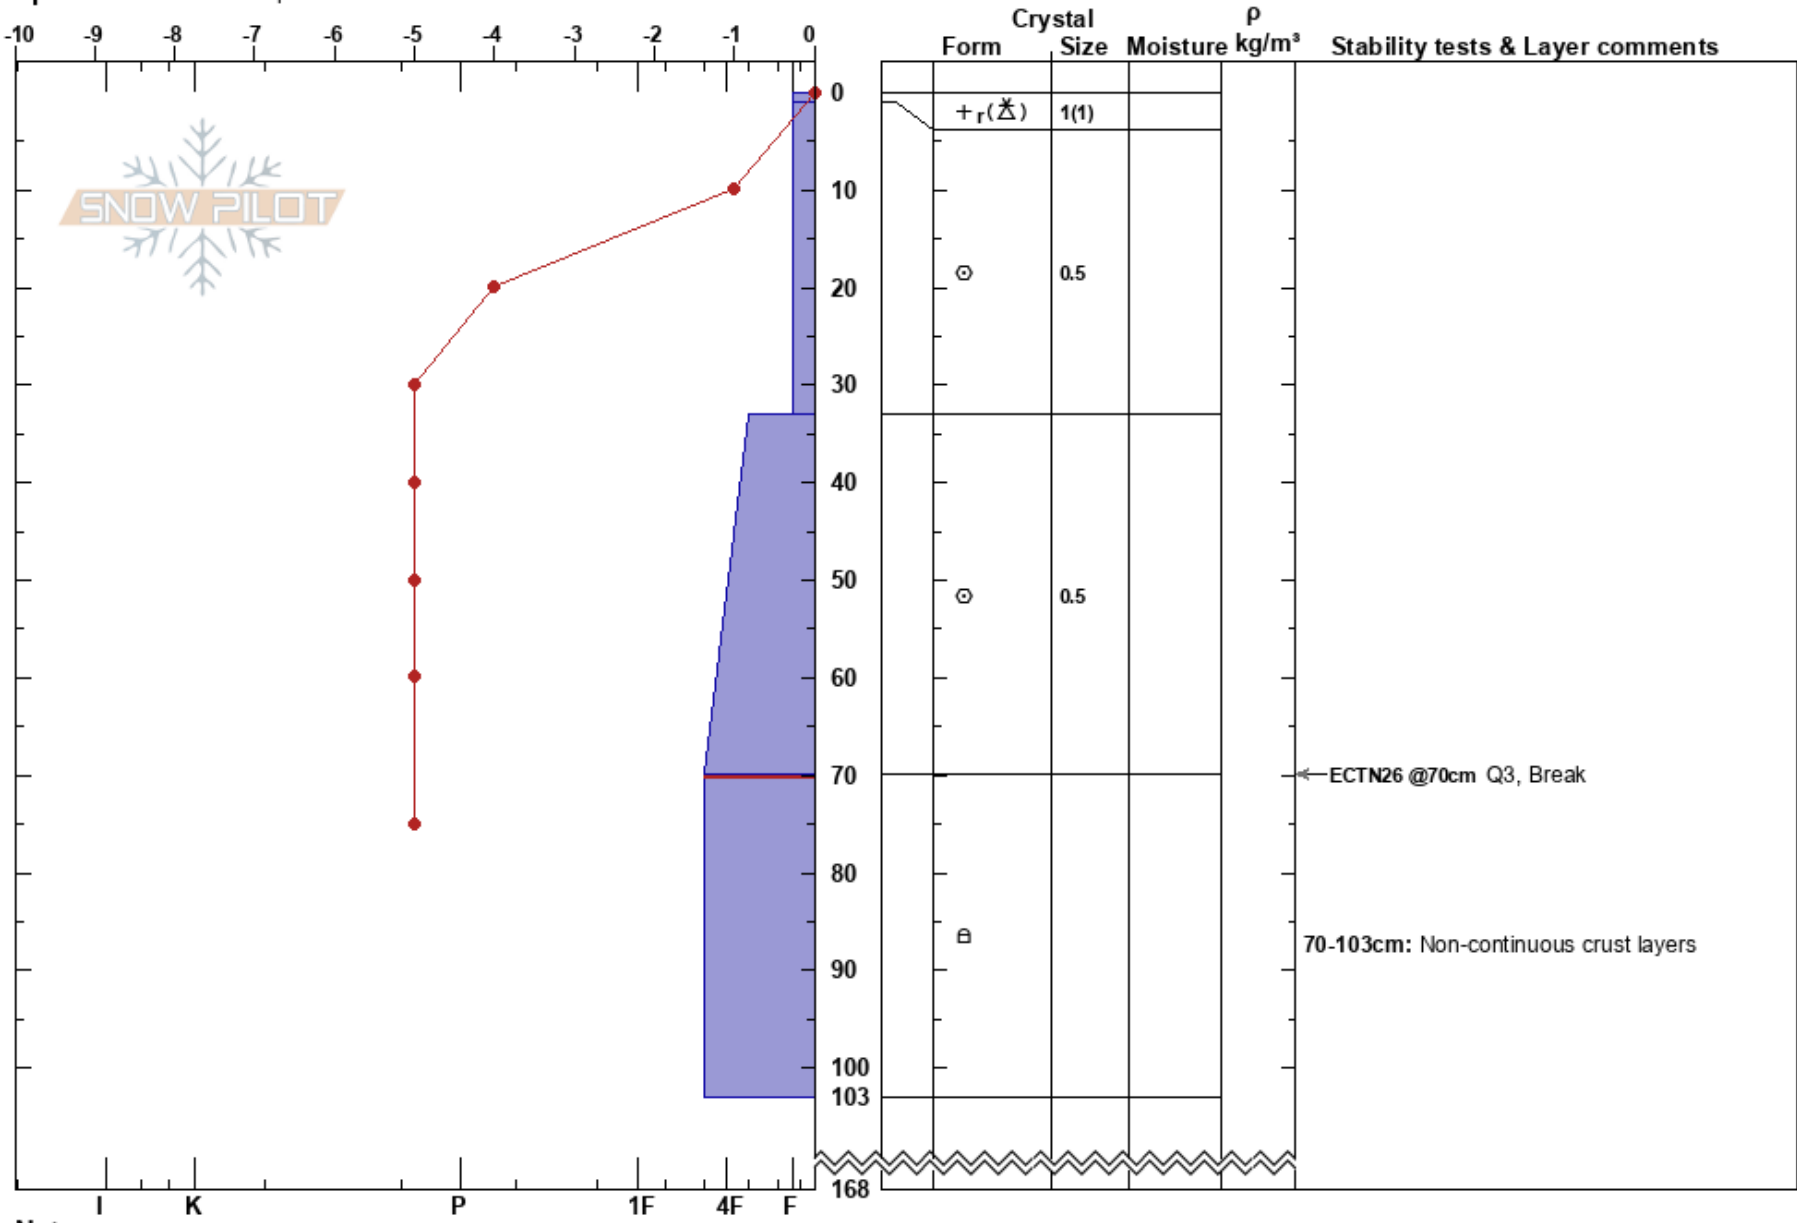 Crystal
ρ
-10 -9 -8 -7 -6 -5 -4 -3 -2 -1 0
Form Size Moisture kg/m³ Stability tests & Layer comments
0
+ r ( ) 1(1)
SNOW PILOT
10
0.5
20
30
40
50
0.5
60
70
ECTN26 @70cm Q3, Break
80
70-103cm: Non-continuous crust layers
90
100
103
168
I K P 1F 4F F